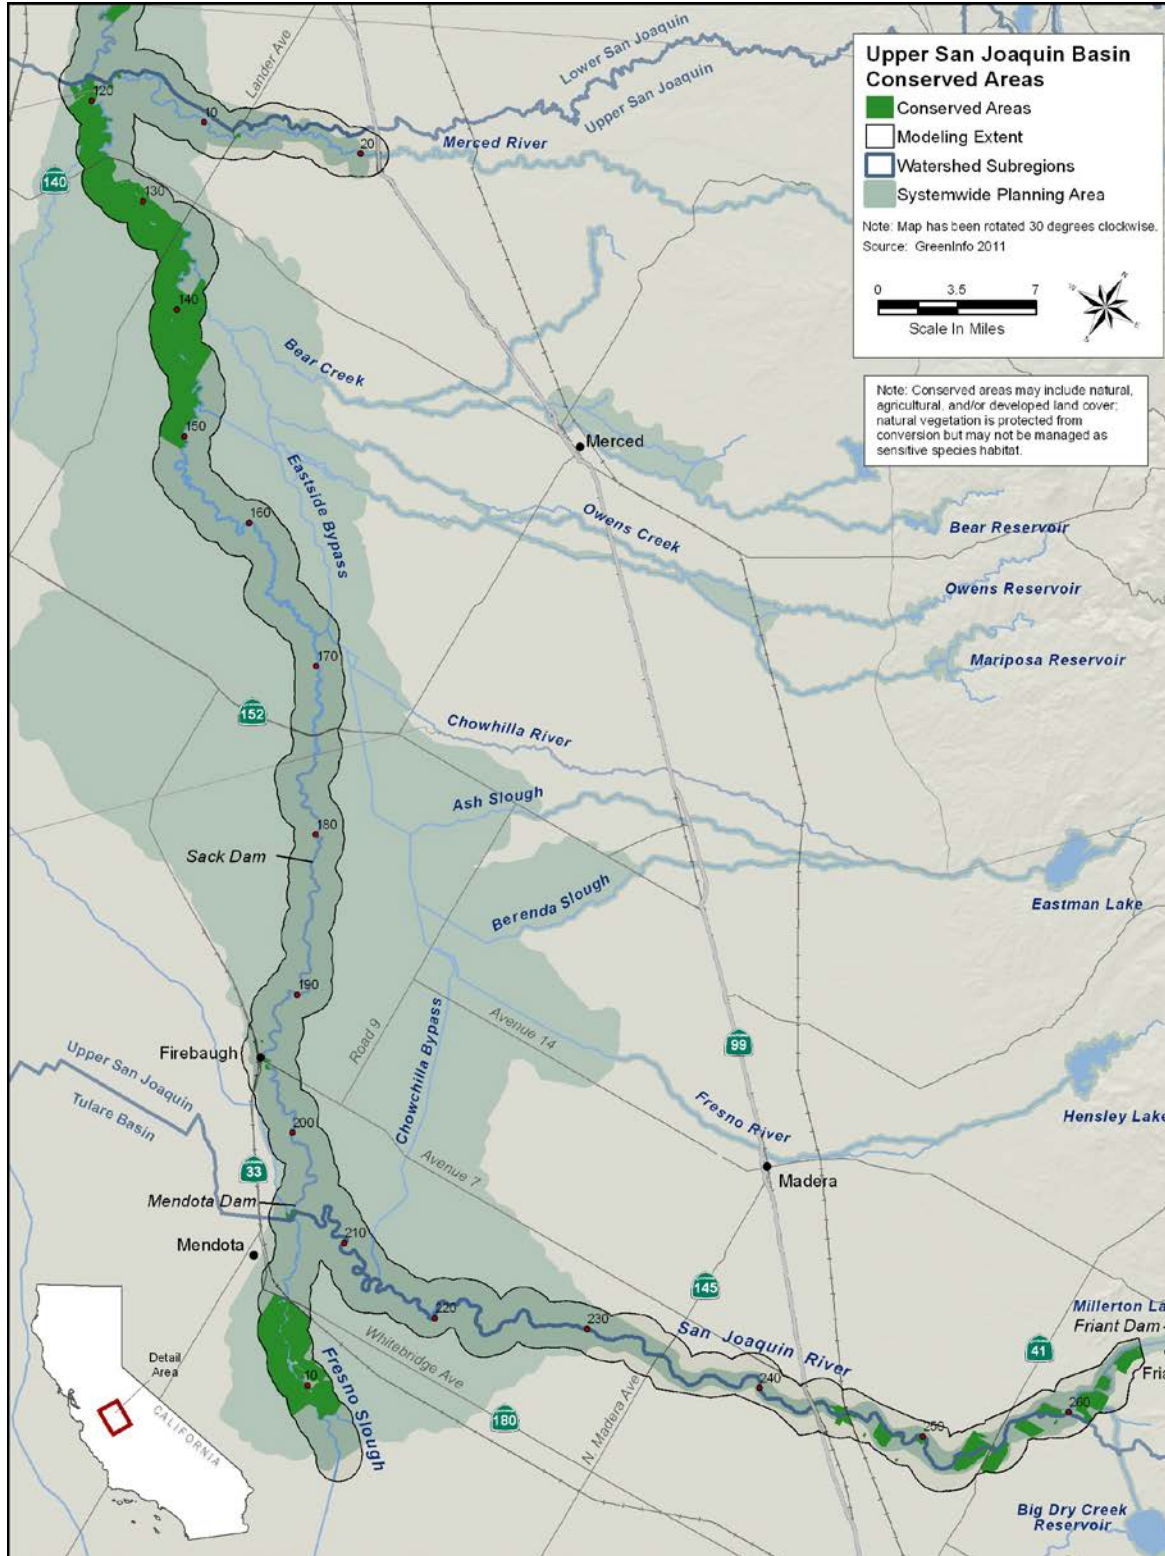 Upper San Joaquin Basin
Conserved Areas
Conserved Areas
Modeling Extent
Watershed Subregions
Systemwide Planning Area
Note: Map has been rotated 30 degrees clockwise.
Source: GreenInfo 2011
0 3.5 7
Scale In Miles
N
E
S
W
Note: Conserved areas may include natural,
agricultural, and/or developed land cover;
natural vegetation is protected from
conversion but may not be managed as
sensitive species habitat.
Lander Ave
Lower San Joaquin
Upper San Joaquin
Merced River
120
10
20
140
130
140
150
Bear Creek
Merced
Eastside Bypass
160
Owens Creek
Bear Reservoir
Owens Reservoir
Mariposa Reservoir
170
152
Chowhilla River
Ash Slough
180
Sack Dam
Berenda Slough
Eastman Lake
190
Road 9
Avenue 14
Chowchilla Bypass
99
Firebaugh
Upper San Joaquin
Tulare Basin
Fresno River
Hensley Lake
200
33
Avenue 7
Madera
Mendota Dam
Mendota
210
145
220
230
San Joaquin River
Millerton La
Friant Dam
41
Fria
Whitebridge Ave
240
Detail
Area
CALIFORNIA
10
Fresno Slough
180
N. Madera Ave
250
260
Big Dry Creek
Reservoir